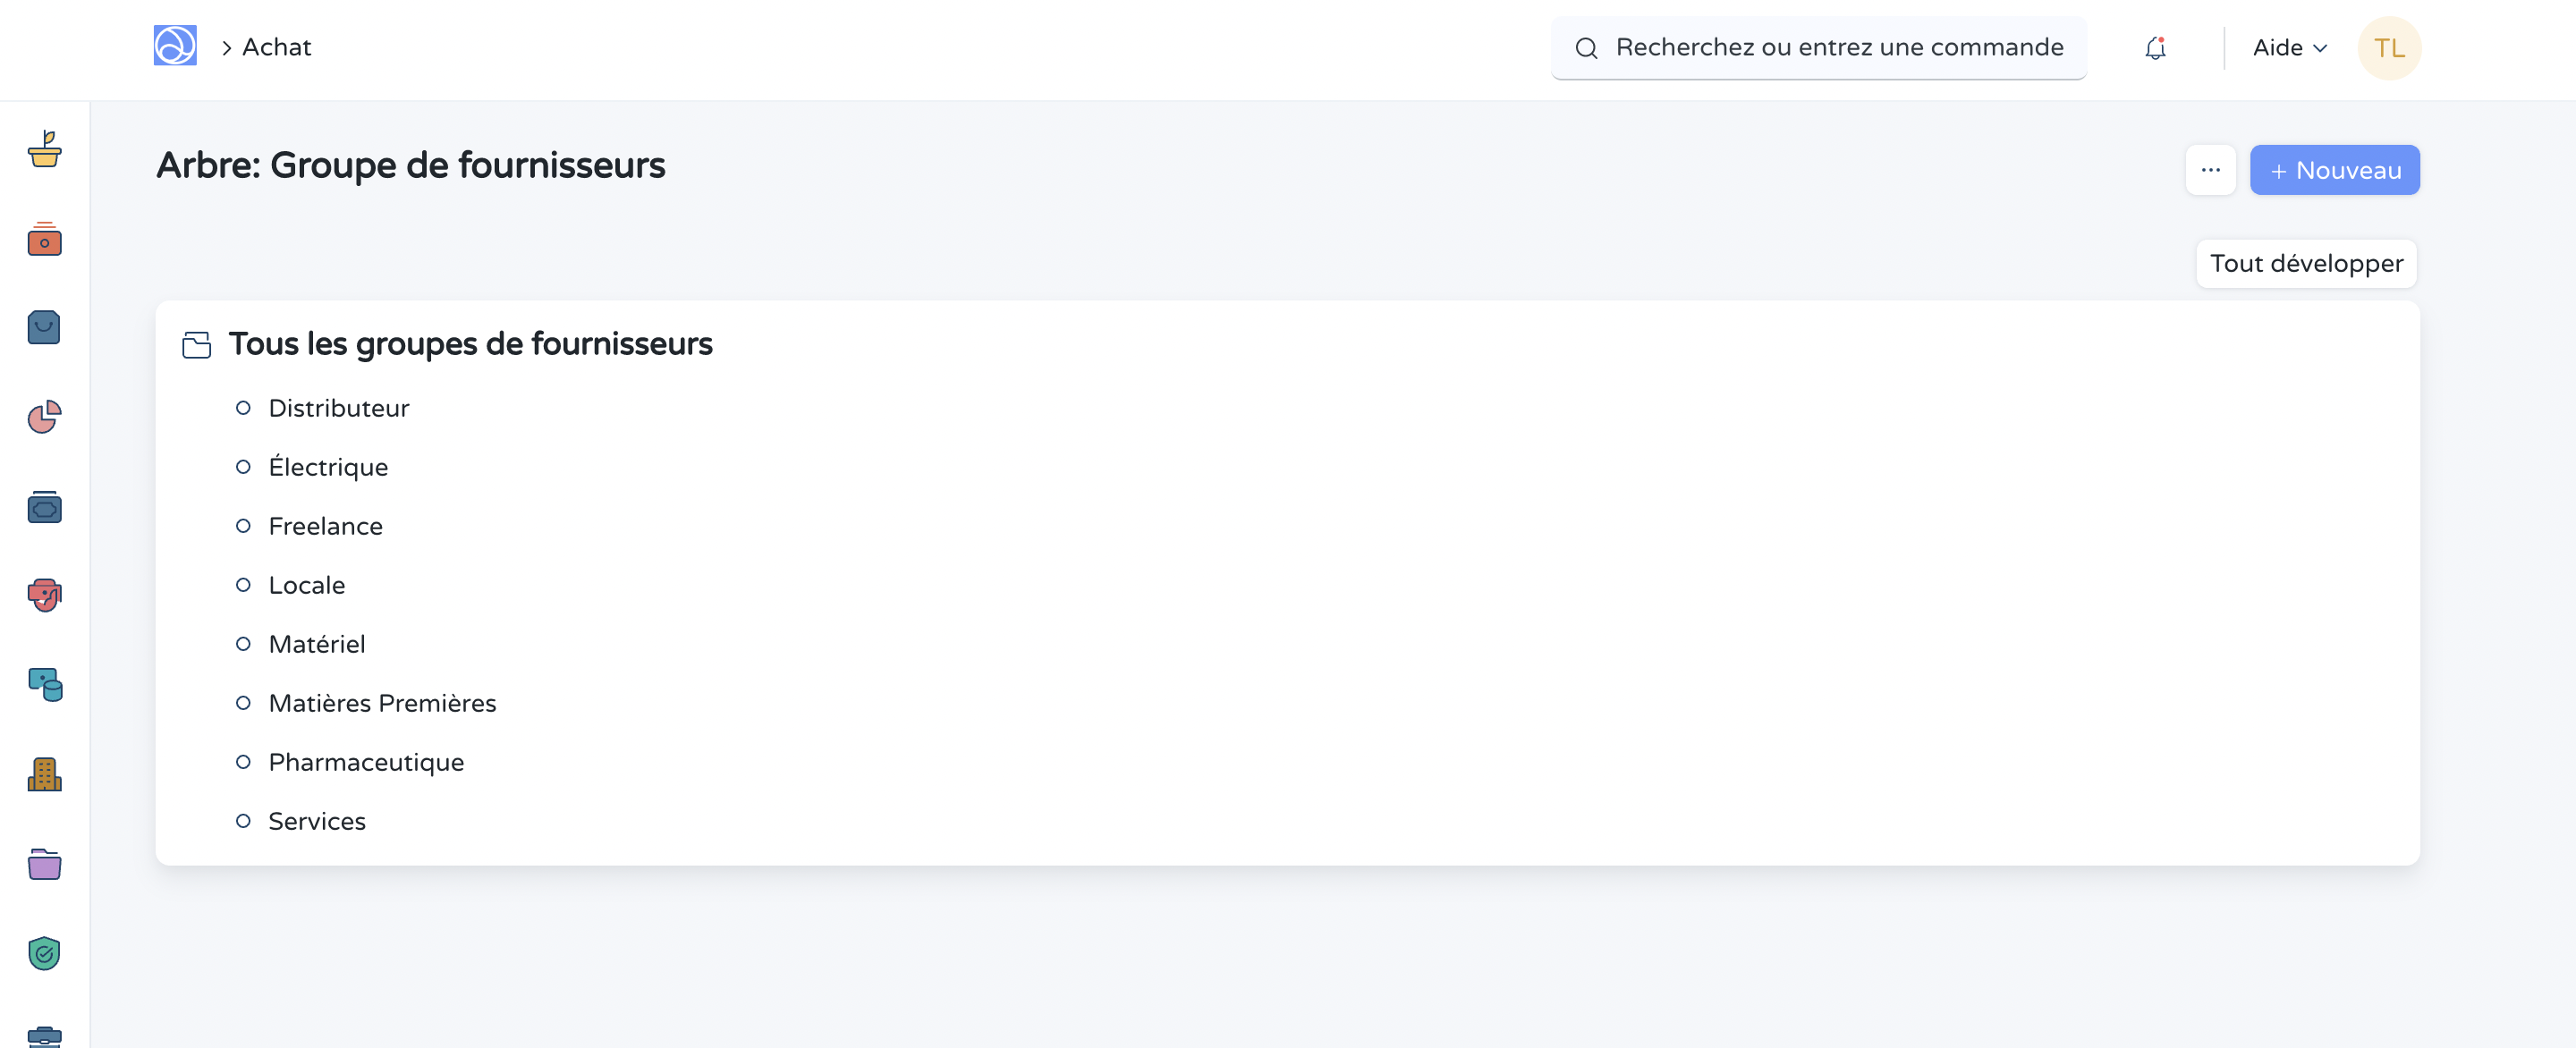 Achat
Recherchez ou entrez une commande
Aide
TL
Arbre: Groupe de fournisseurs
···
+ Nouveau
Tout développer
Tous les groupes de fournisseurs
Distributeur
Électrique
Freelance
Locale
Matériel
Matières Premières
Pharmaceutique
Services